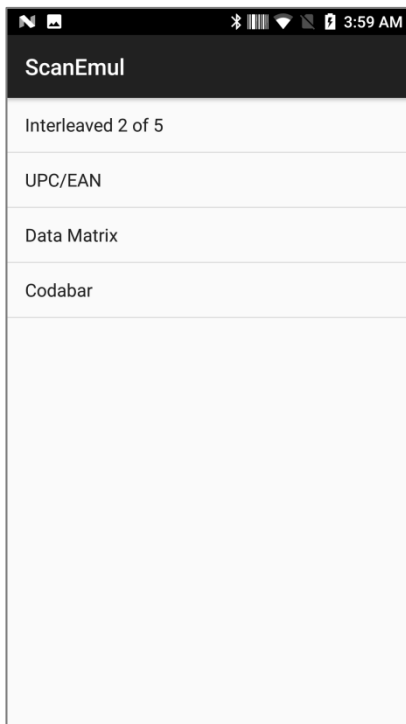 3:59 AM
ScanEmul
Interleaved 2 of 5
UPC/EAN
Data Matrix
Codabar